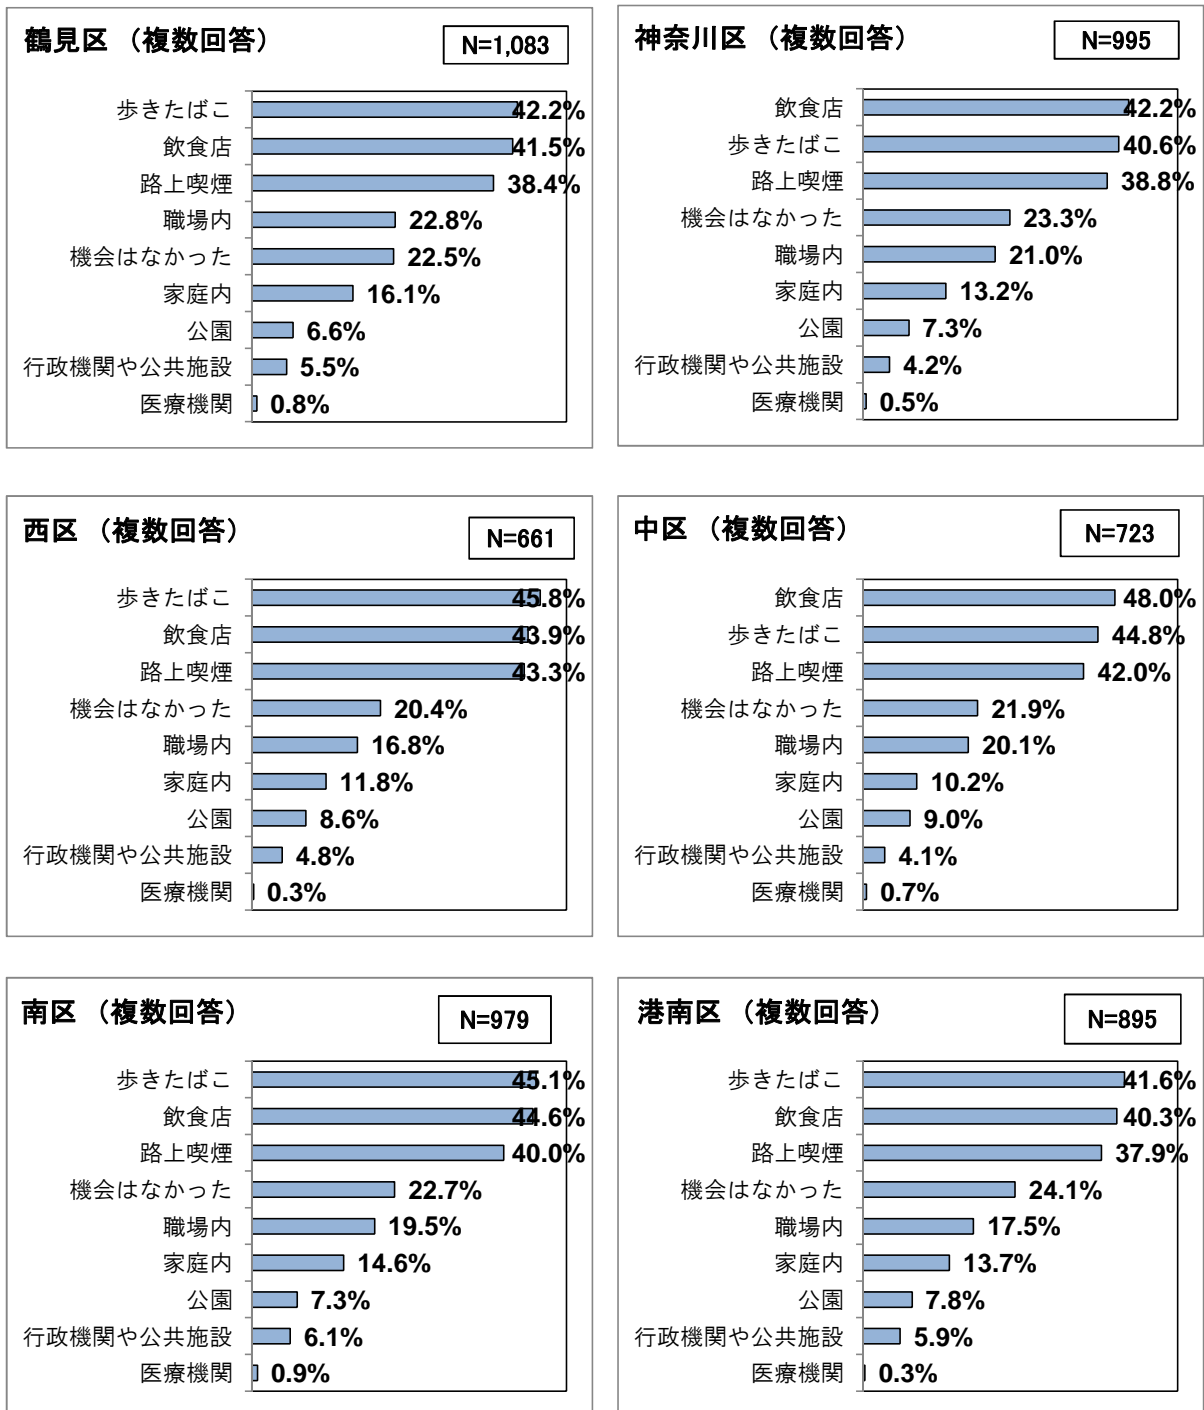 鶴見区 （複数回答）
N=1,083
歩きたばこ 42.2%
飲食店 41.5%
路上喫煙 38.4%
職場内 22.8%
機会はなかった 22.5%
家庭内 16.1%
公園 6.6%
行政機関や公共施設 5.5%
医療機関 0.8%
神奈川区 （複数回答）
N=995
飲食店 42.2%
歩きたばこ 40.6%
路上喫煙 38.8%
機会はなかった 23.3%
職場内 21.0%
家庭内 13.2%
公園 7.3%
行政機関や公共施設 4.2%
医療機関 0.5%
西区 （複数回答）
N=661
歩きたばこ 45.8%
飲食店 43.9%
路上喫煙 43.3%
機会はなかった 20.4%
職場内 16.8%
家庭内 11.8%
公園 8.6%
行政機関や公共施設 4.8%
医療機関 0.3%
中区 （複数回答）
N=723
飲食店 48.0%
歩きたばこ 44.8%
路上喫煙 42.0%
機会はなかった 21.9%
職場内 20.1%
家庭内 10.2%
公園 9.0%
行政機関や公共施設 4.1%
医療機関 0.7%
南区 （複数回答）
N=979
歩きたばこ 45.1%
飲食店 44.6%
路上喫煙 40.0%
機会はなかった 22.7%
職場内 19.5%
家庭内 14.6%
公園 7.3%
行政機関や公共施設 6.1%
医療機関 0.9%
港南区 （複数回答）
N=895
歩きたばこ 41.6%
飲食店 40.3%
路上喫煙 37.9%
機会はなかった 24.1%
職場内 17.5%
家庭内 13.7%
公園 7.8%
行政機関や公共施設 5.9%
医療機関 0.3%